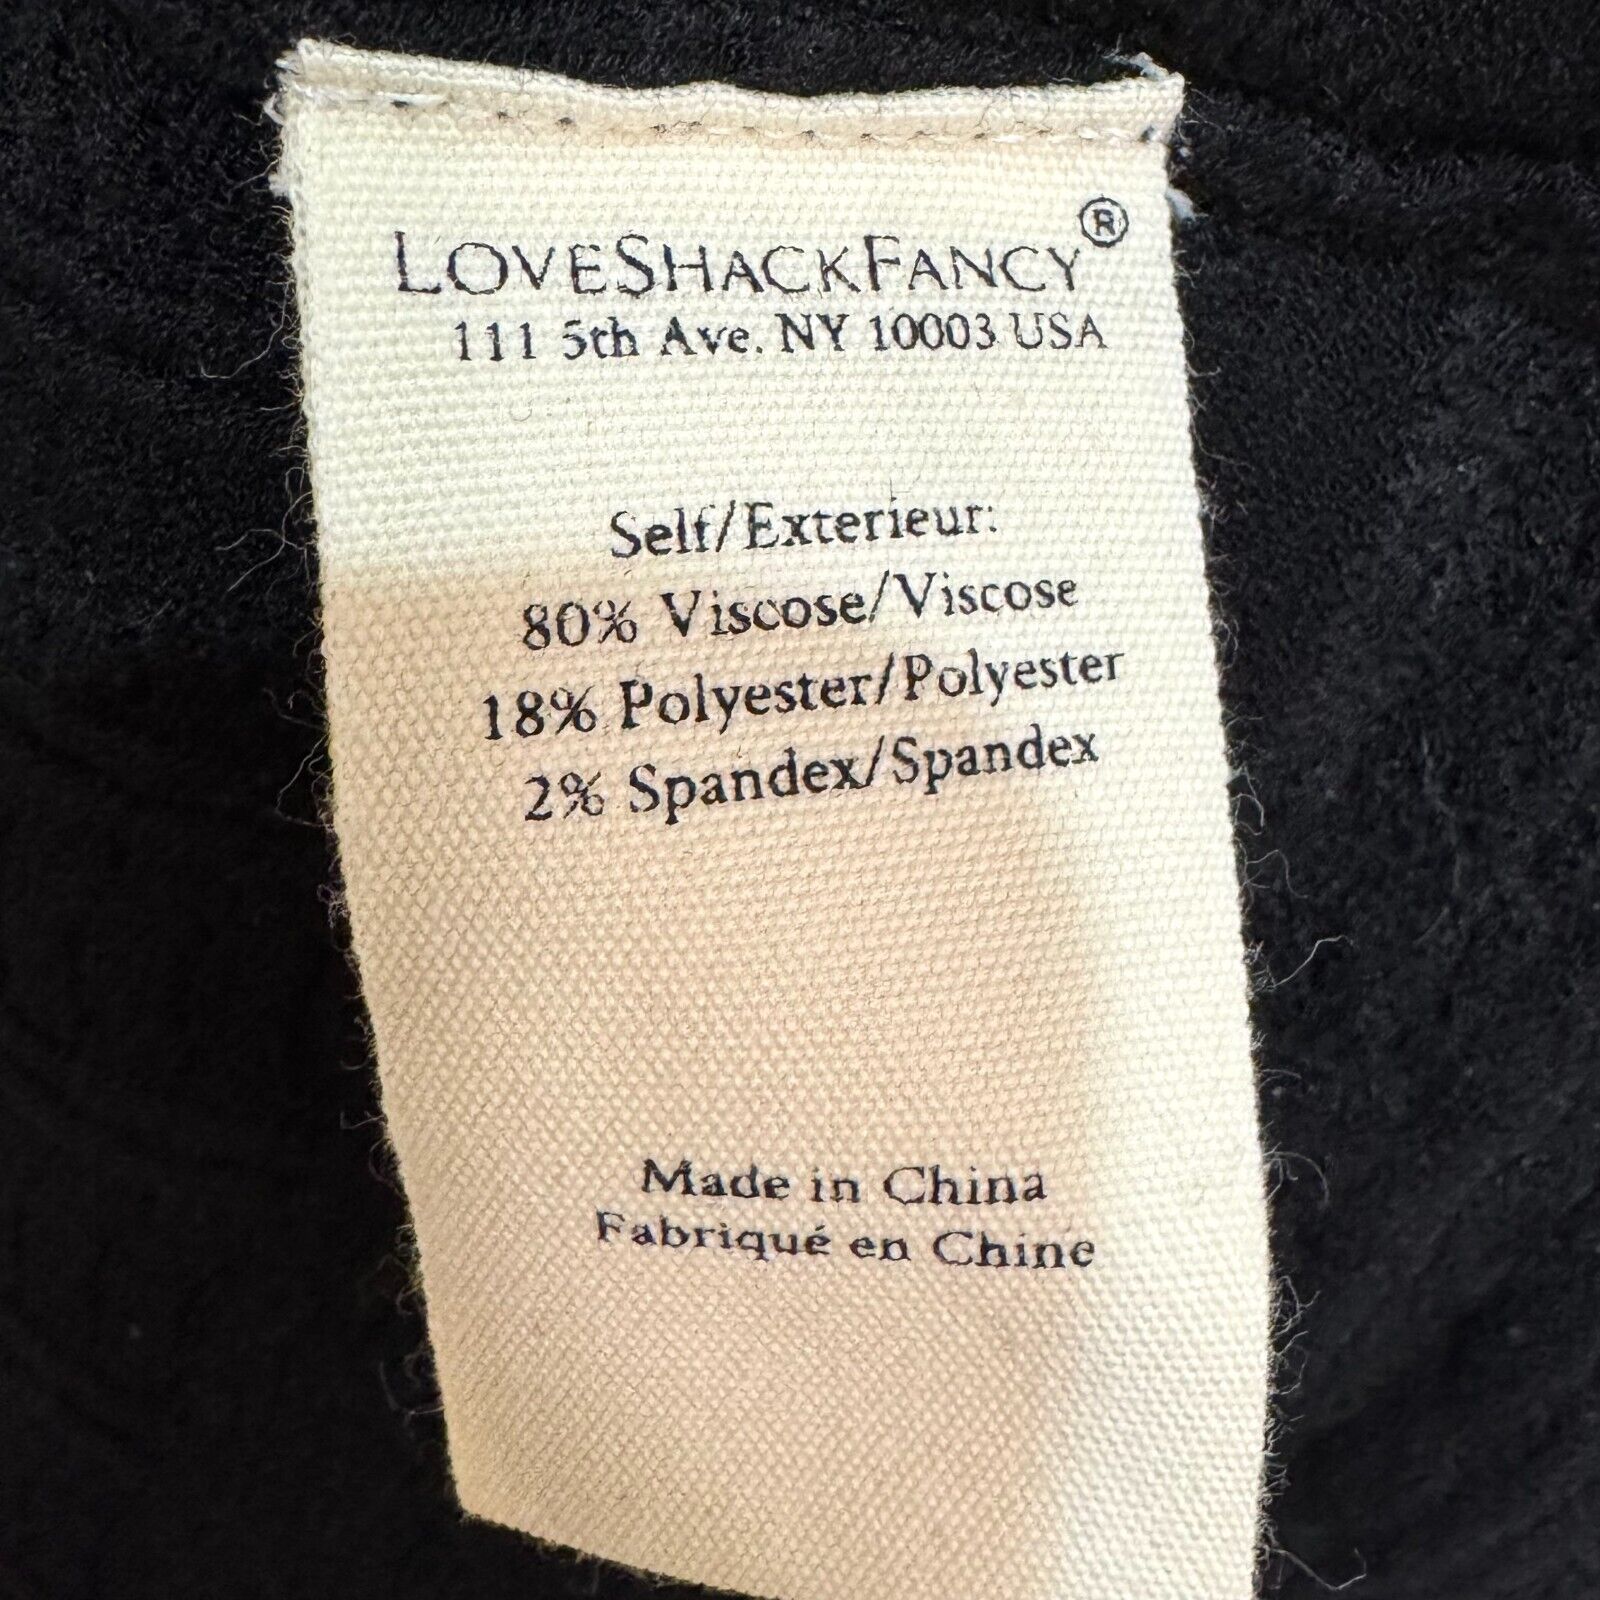 LOVESHACKFANCY®
111 5th Ave. NY 10003 USA
Self/Exterieur:
80% Viscose/Viscose
18% Polyester/Polyester
2% Spandex/Spandex
Made in China
Fabriqué en Chine